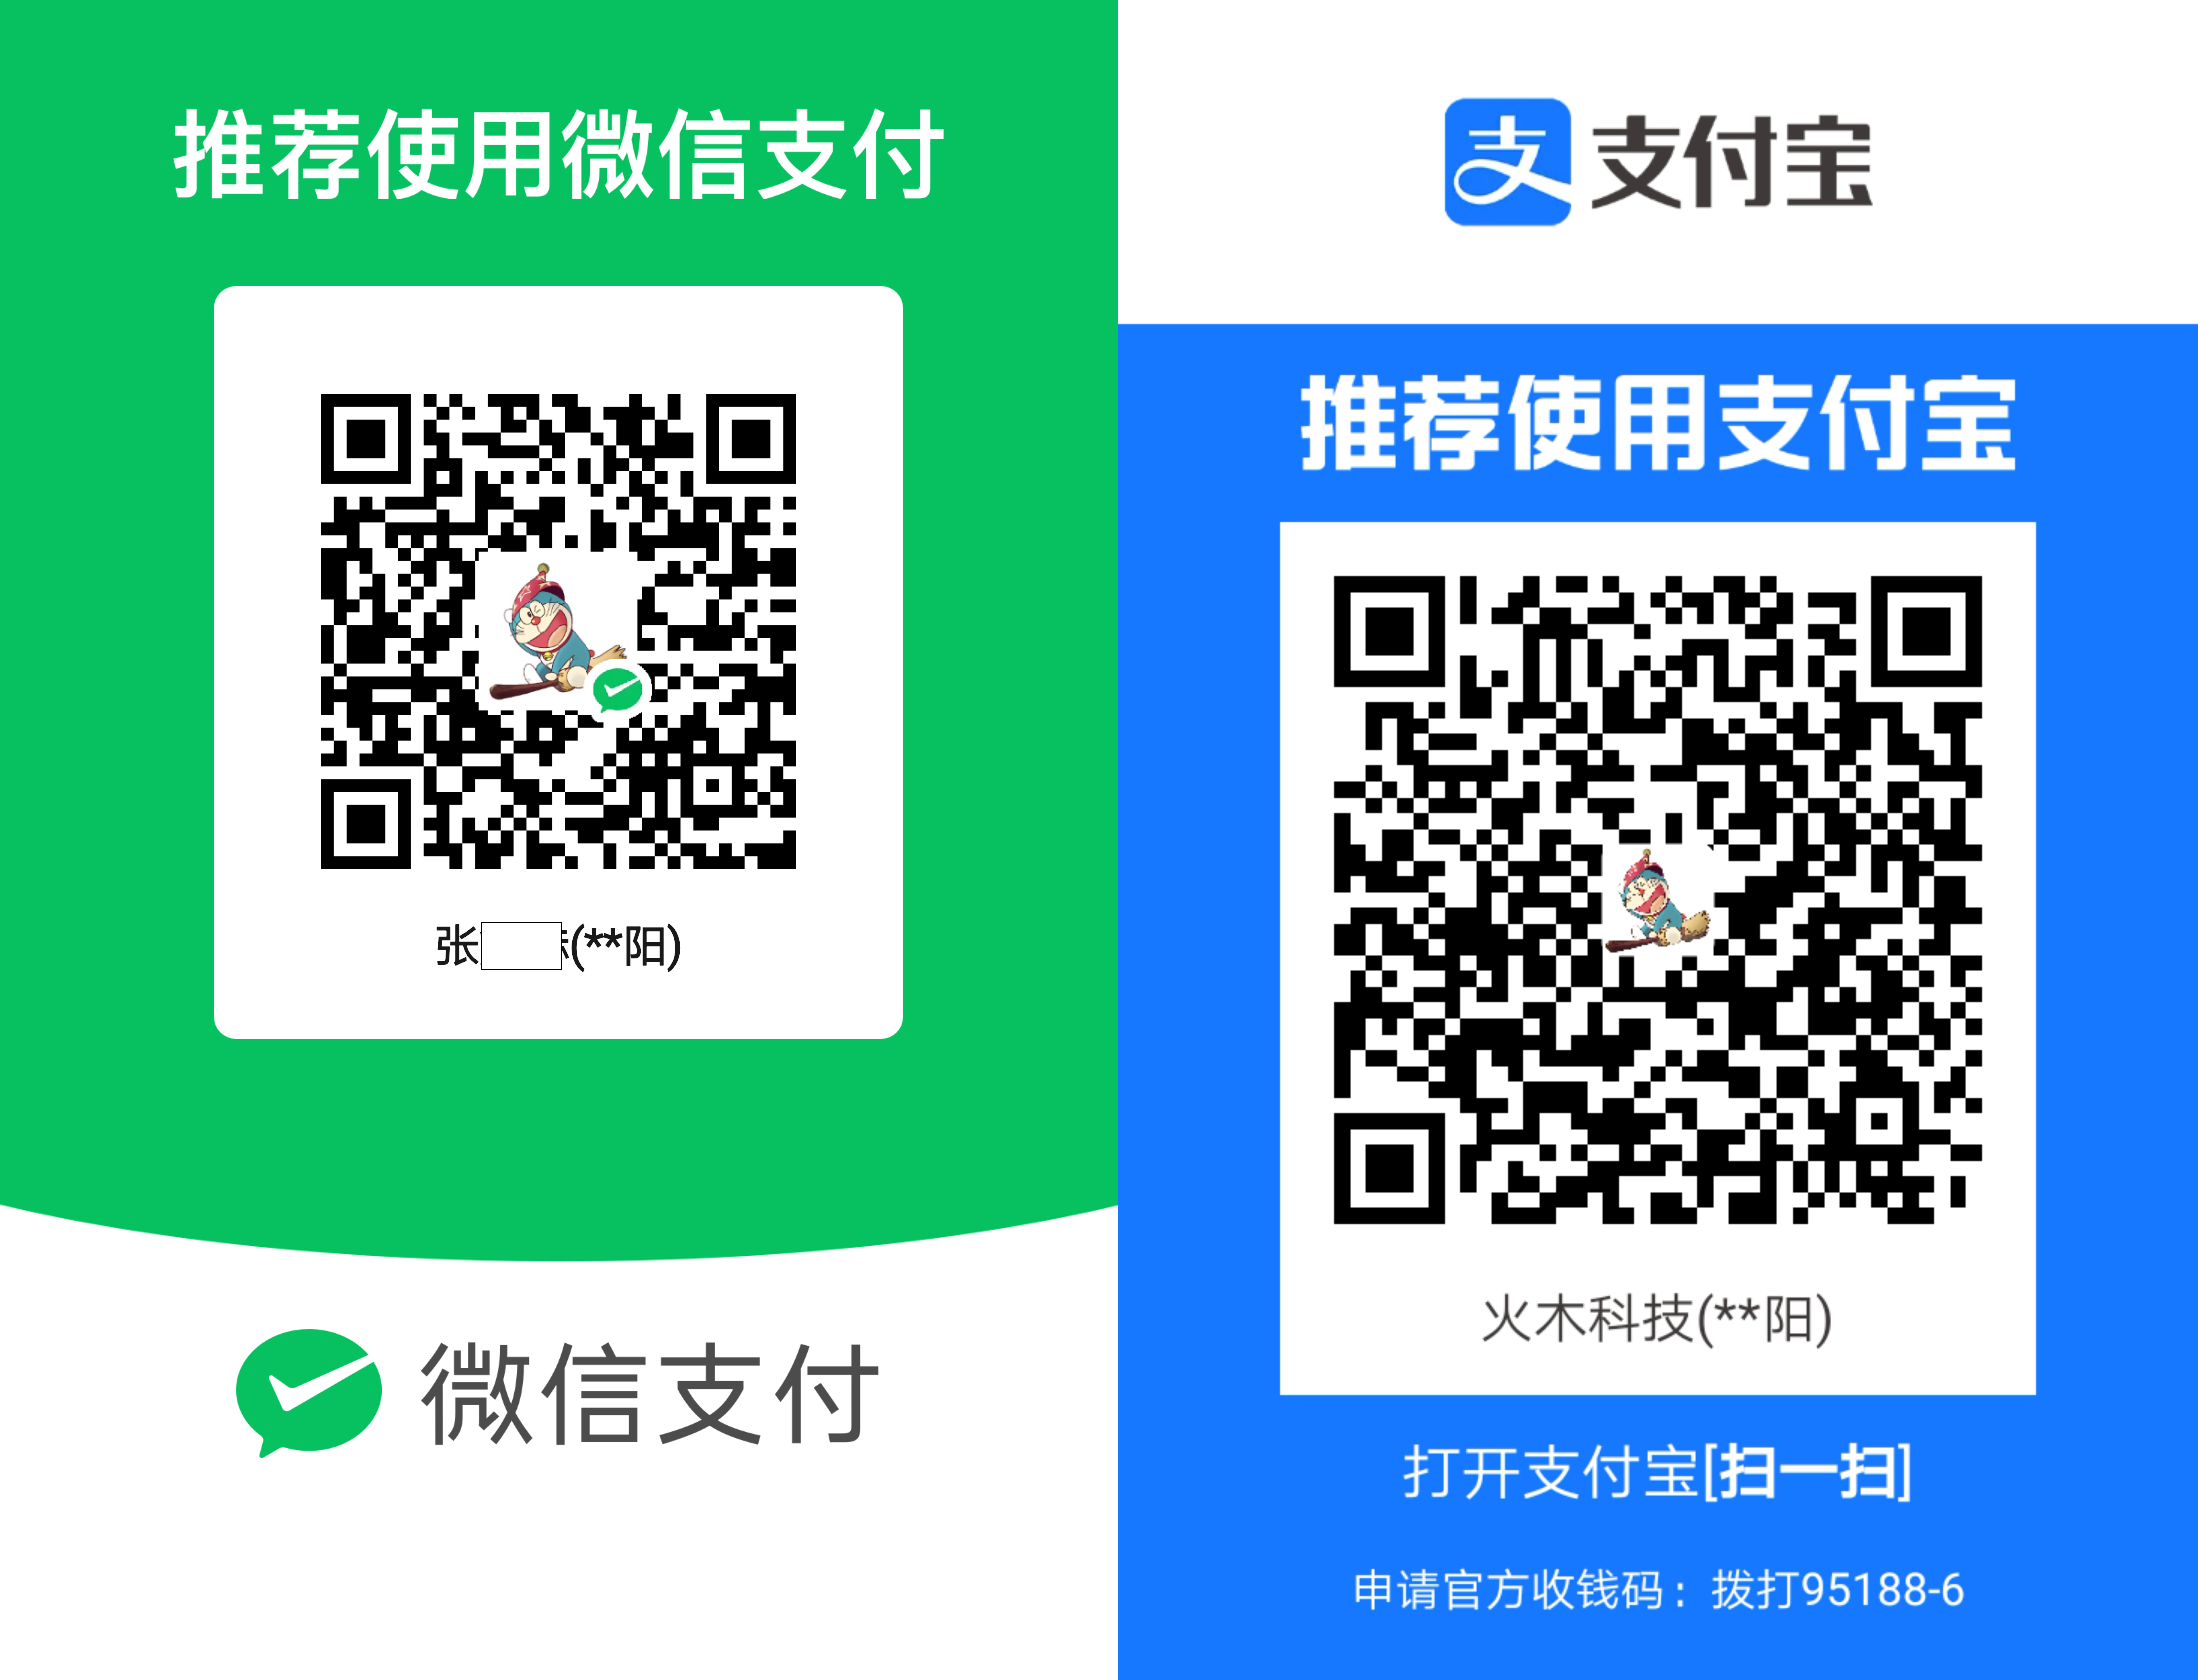 推荐使用微信支付
张(**阳)
微信支付
支付宝
推荐使用支付宝
火木科技(**阳)
打开支付宝[扫一扫]
申请官方收钱码：拨打95188-6